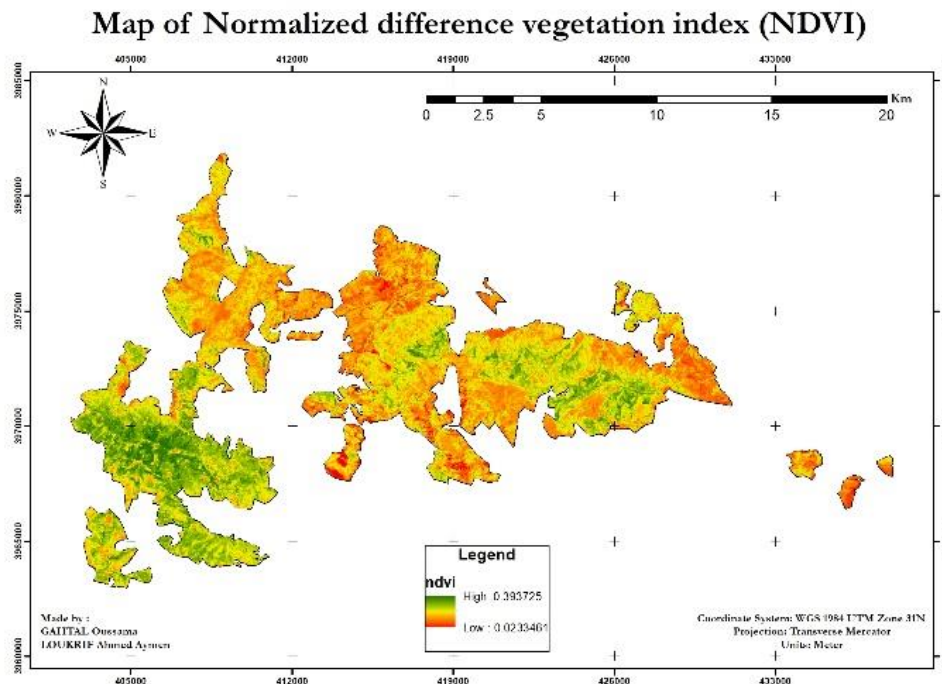 Map of Normalized difference vegetation index (NDVI)
405000 412000 419000 426000 433000
3985000
N
W E
S
Km
0 2.5 5 10 15 20
3980000
3975000
3970000
3965000
3960000
Legend
ndvi
High 0.393725
Low : 0.0233461
Made by :
Oussama
LOUKRIF Ahmed Aymen
Coordinate System: WGS 1984 UTM Zone 31N
Projection: Transverse Mercator
Units: Meter
405000 412000 419000 426000 433000